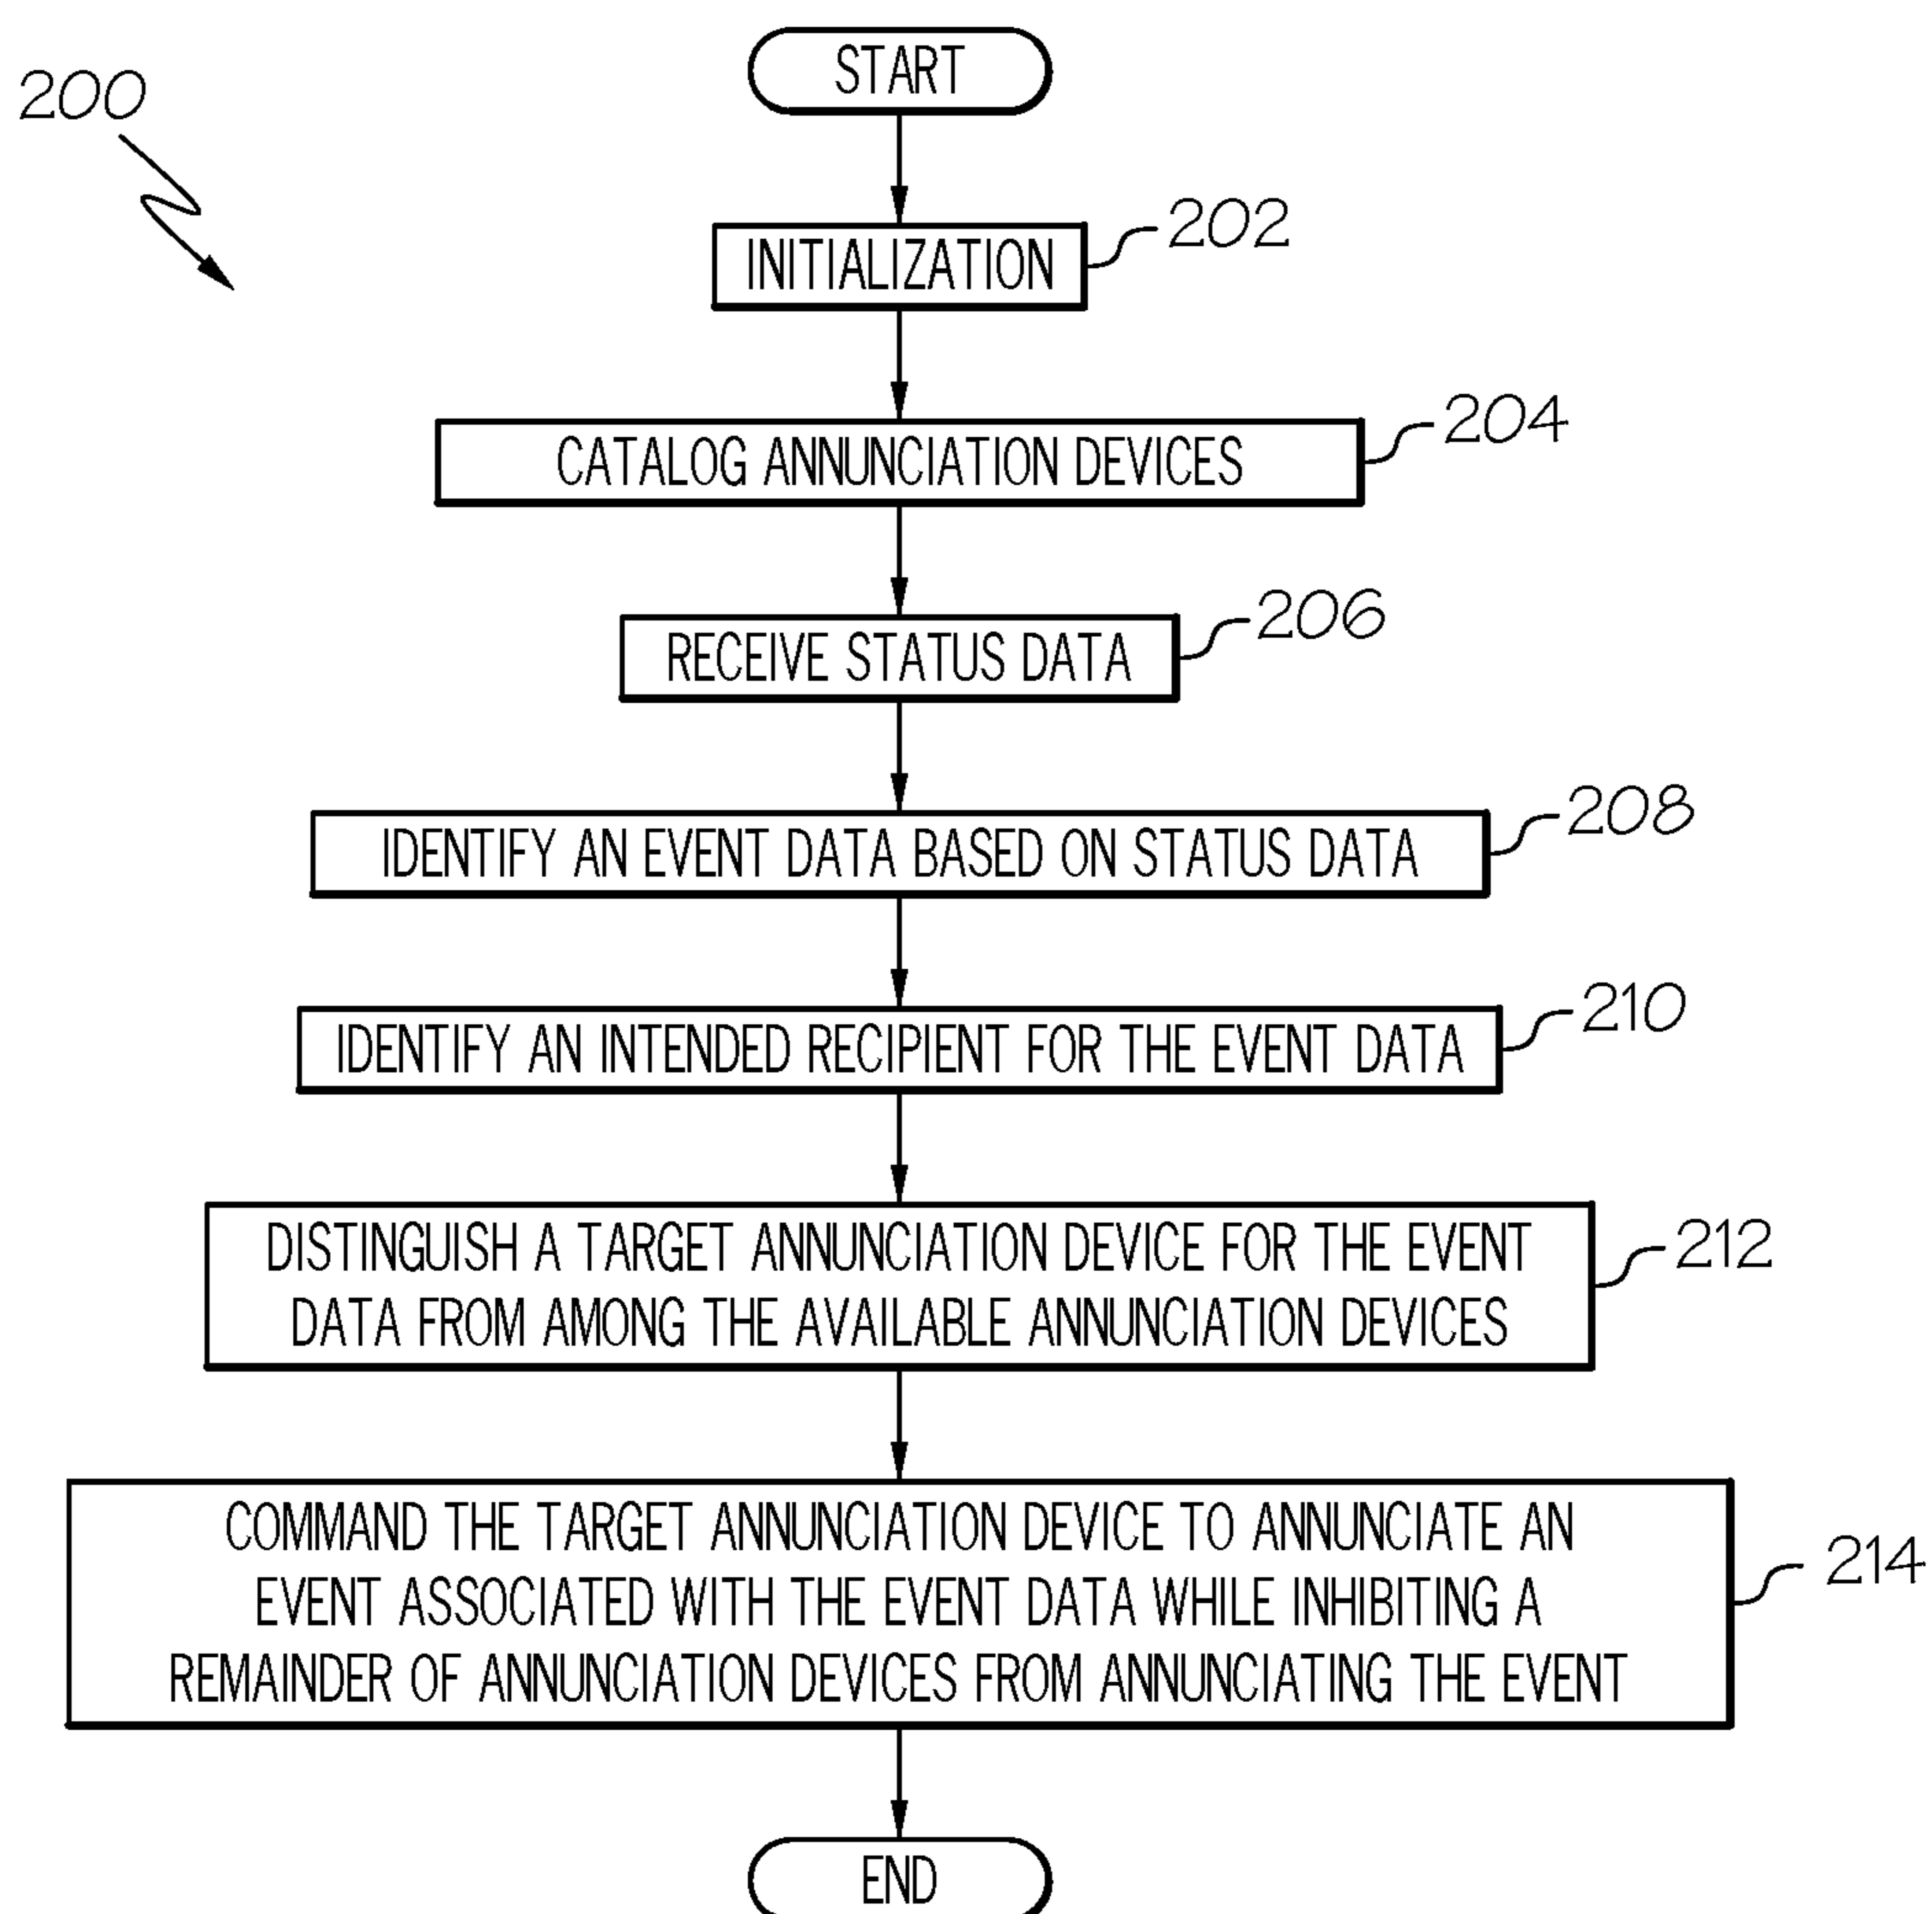 START
200
INITIALIZATION
202
CATALOG ANNUNCIATION DEVICES
204
RECEIVE STATUS DATA
206
IDENTIFY AN EVENT DATA BASED ON STATUS DATA
208
IDENTIFY AN INTENDED RECIPIENT FOR THE EVENT DATA
210
DISTINGUISH A TARGET ANNUNCIATION DEVICE FOR THE EVENT
DATA FROM AMONG THE AVAILABLE ANNUNCIATION DEVICES
212
COMMAND THE TARGET ANNUNCIATION DEVICE TO ANNUNCIATE AN
EVENT ASSOCIATED WITH THE EVENT DATA WHILE INHIBITING A
REMAINDER OF ANNUNCIATION DEVICES FROM ANNUNCIATING THE EVENT
214
END